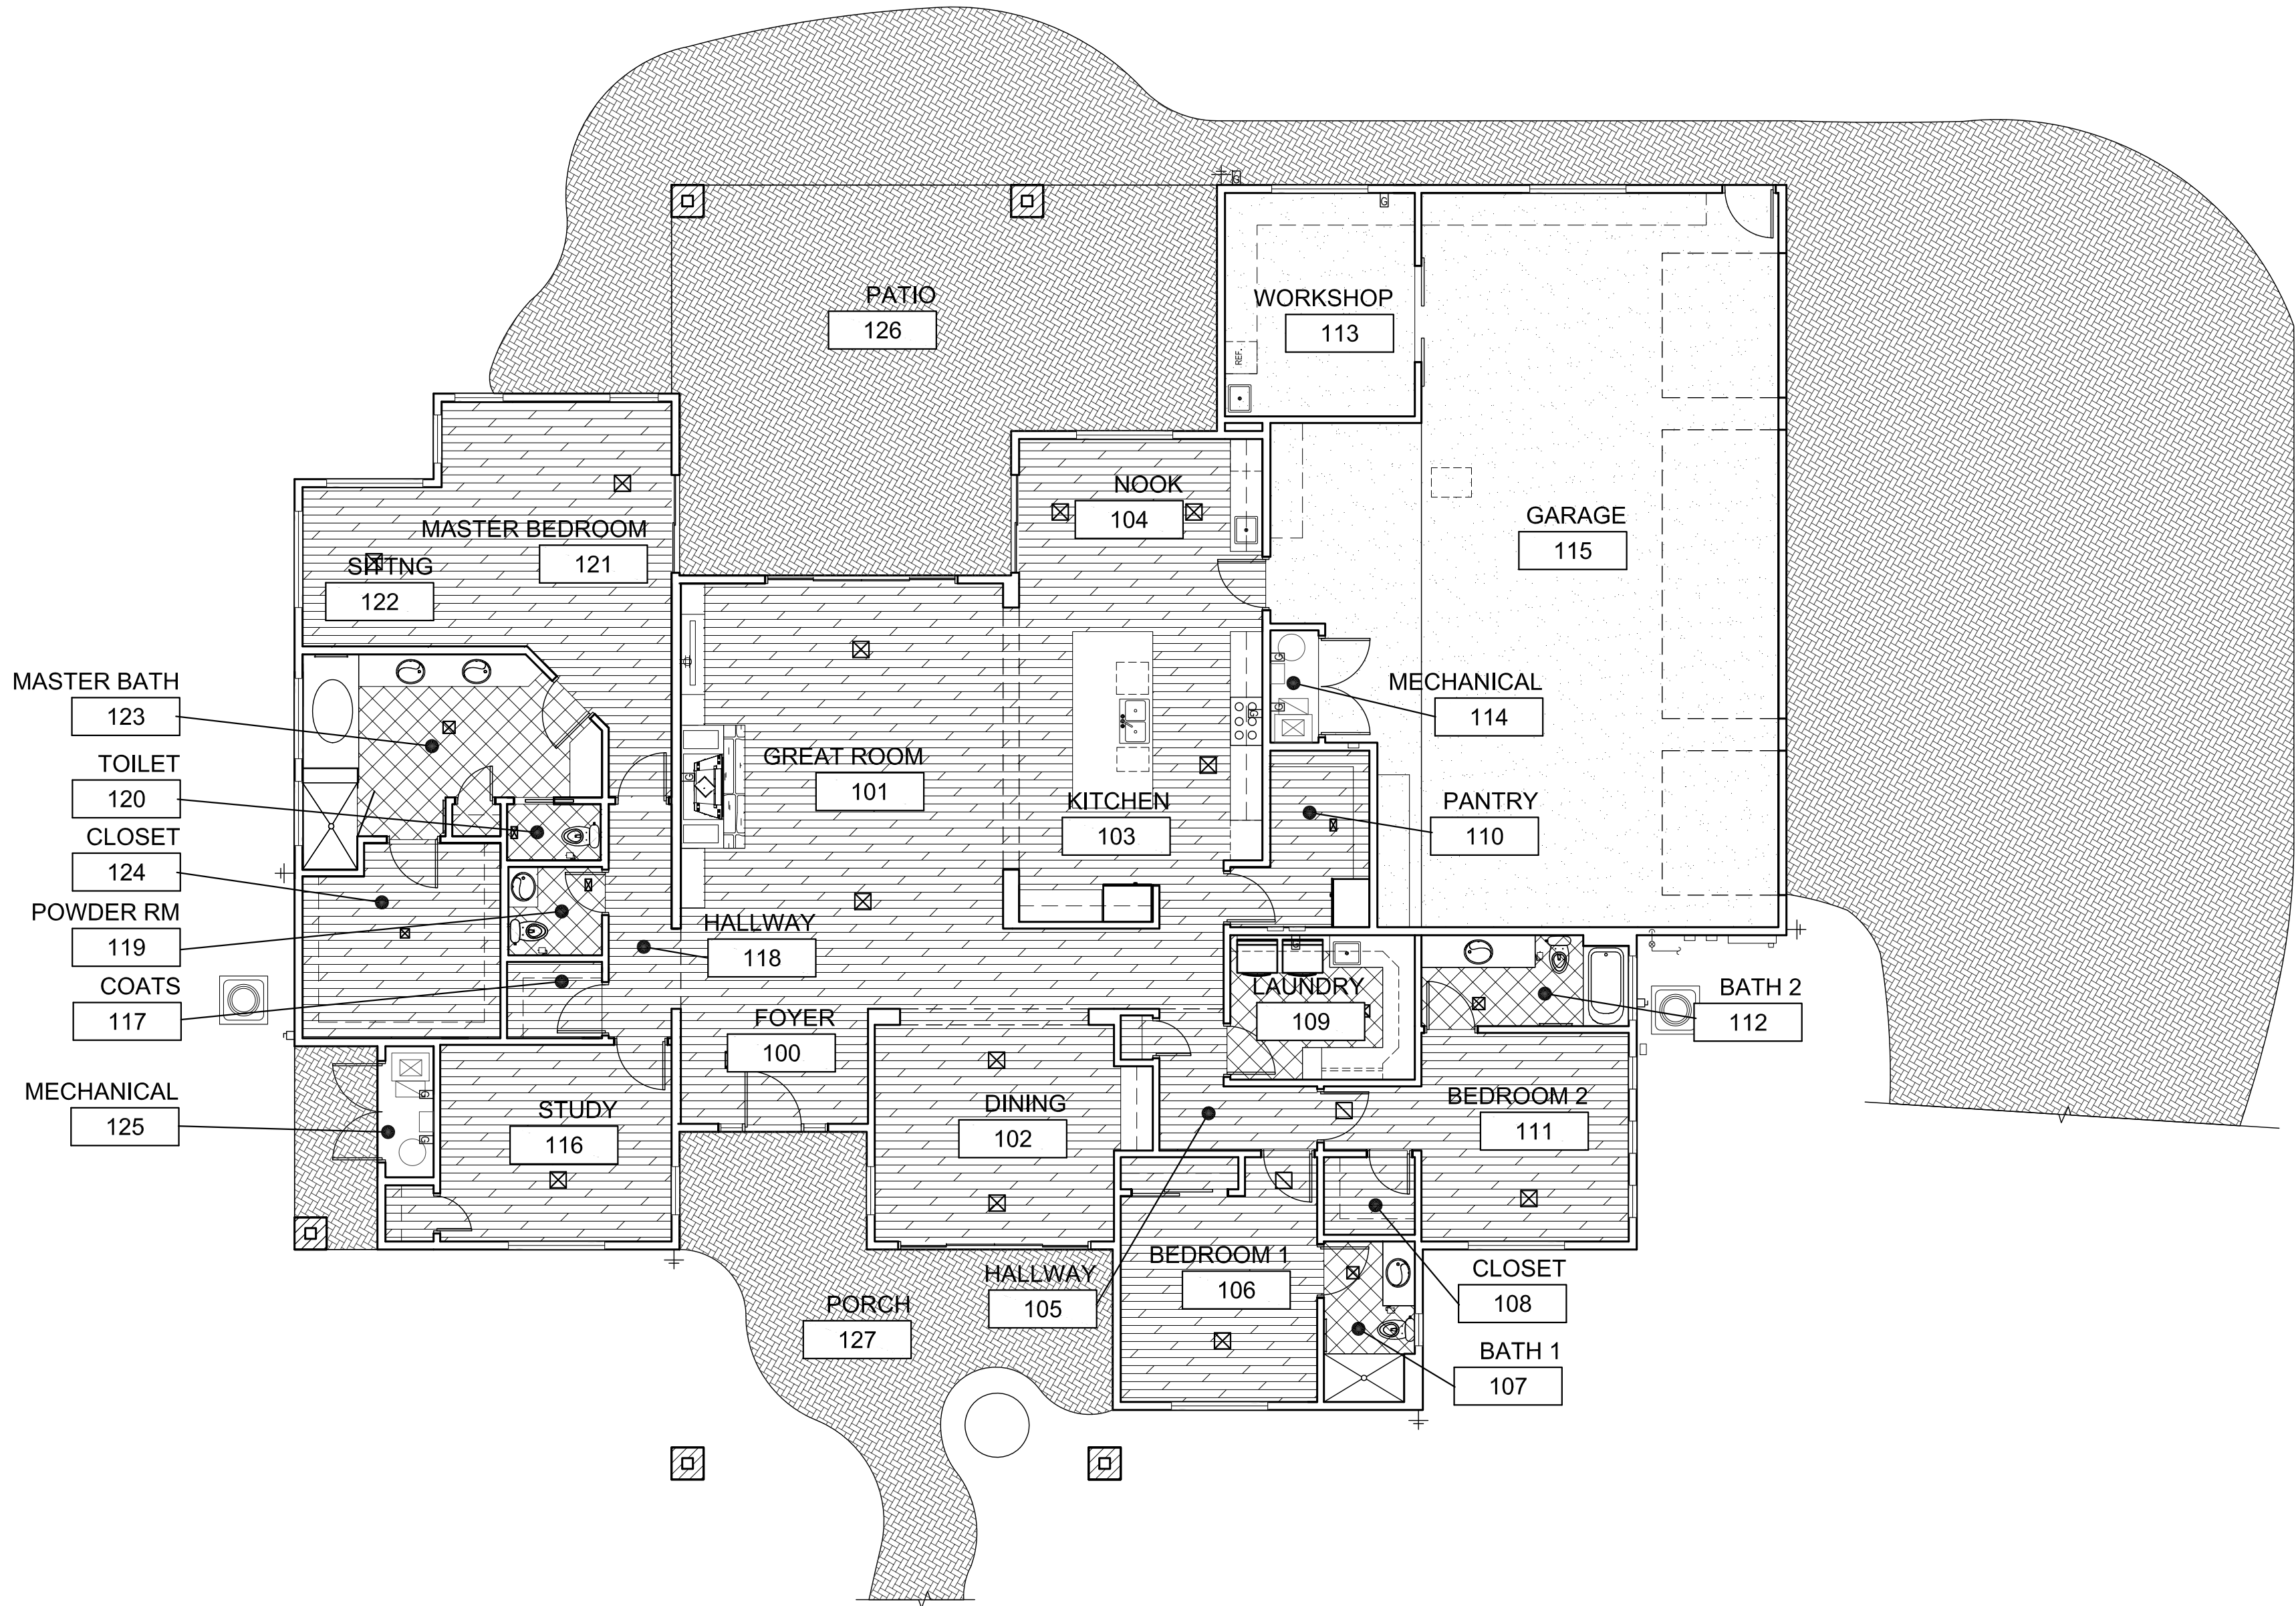 PATIO
126
WORKSHOP
113
REF.
G
G
NOOK
104
GARAGE
115
MASTER BEDROOM
121
SITTNG
122
MASTER BATH
123
MECHANICAL
114
G
G
G
TOILET
120
GREAT ROOM
101
G
KITCHEN
103
PANTRY
110
CLOSET
124
POWDER RM
119
HALLWAY
118
COATS
117
LAUNDRY
109
G
BATH 2
112
FOYER
100
MECHANICAL
125
G
G
STUDY
116
DINING
102
BEDROOM 2
111
HALLWAY
105
BEDROOM 1
106
CLOSET
108
PORCH
127
BATH 1
107